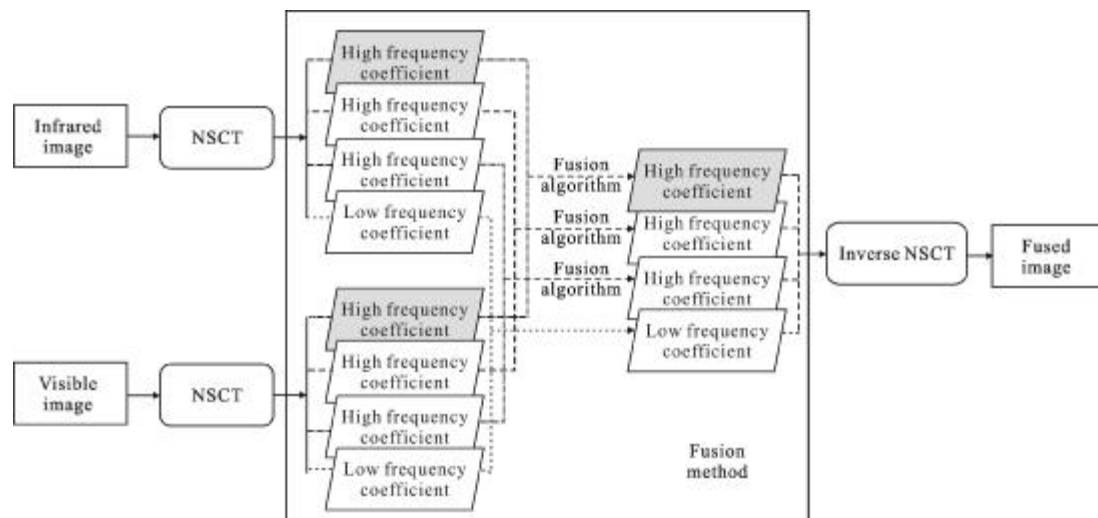 Infrared
image
NSCT
High frequency
coefficient
High frequency
coefficient
High frequency
coefficient
Low frequency
coefficient
Visible
image
NSCT
High frequency
coefficient
High frequency
coefficient
High frequency
coefficient
Low frequency
coefficient
Fusion
algorithm
Fusion
algorithm
Fusion
algorithm
High frequency
coefficient
High frequency
coefficient
High frequency
coefficient
Low frequency
coefficient
Fusion
method
Inverse NSCT
Fused
image